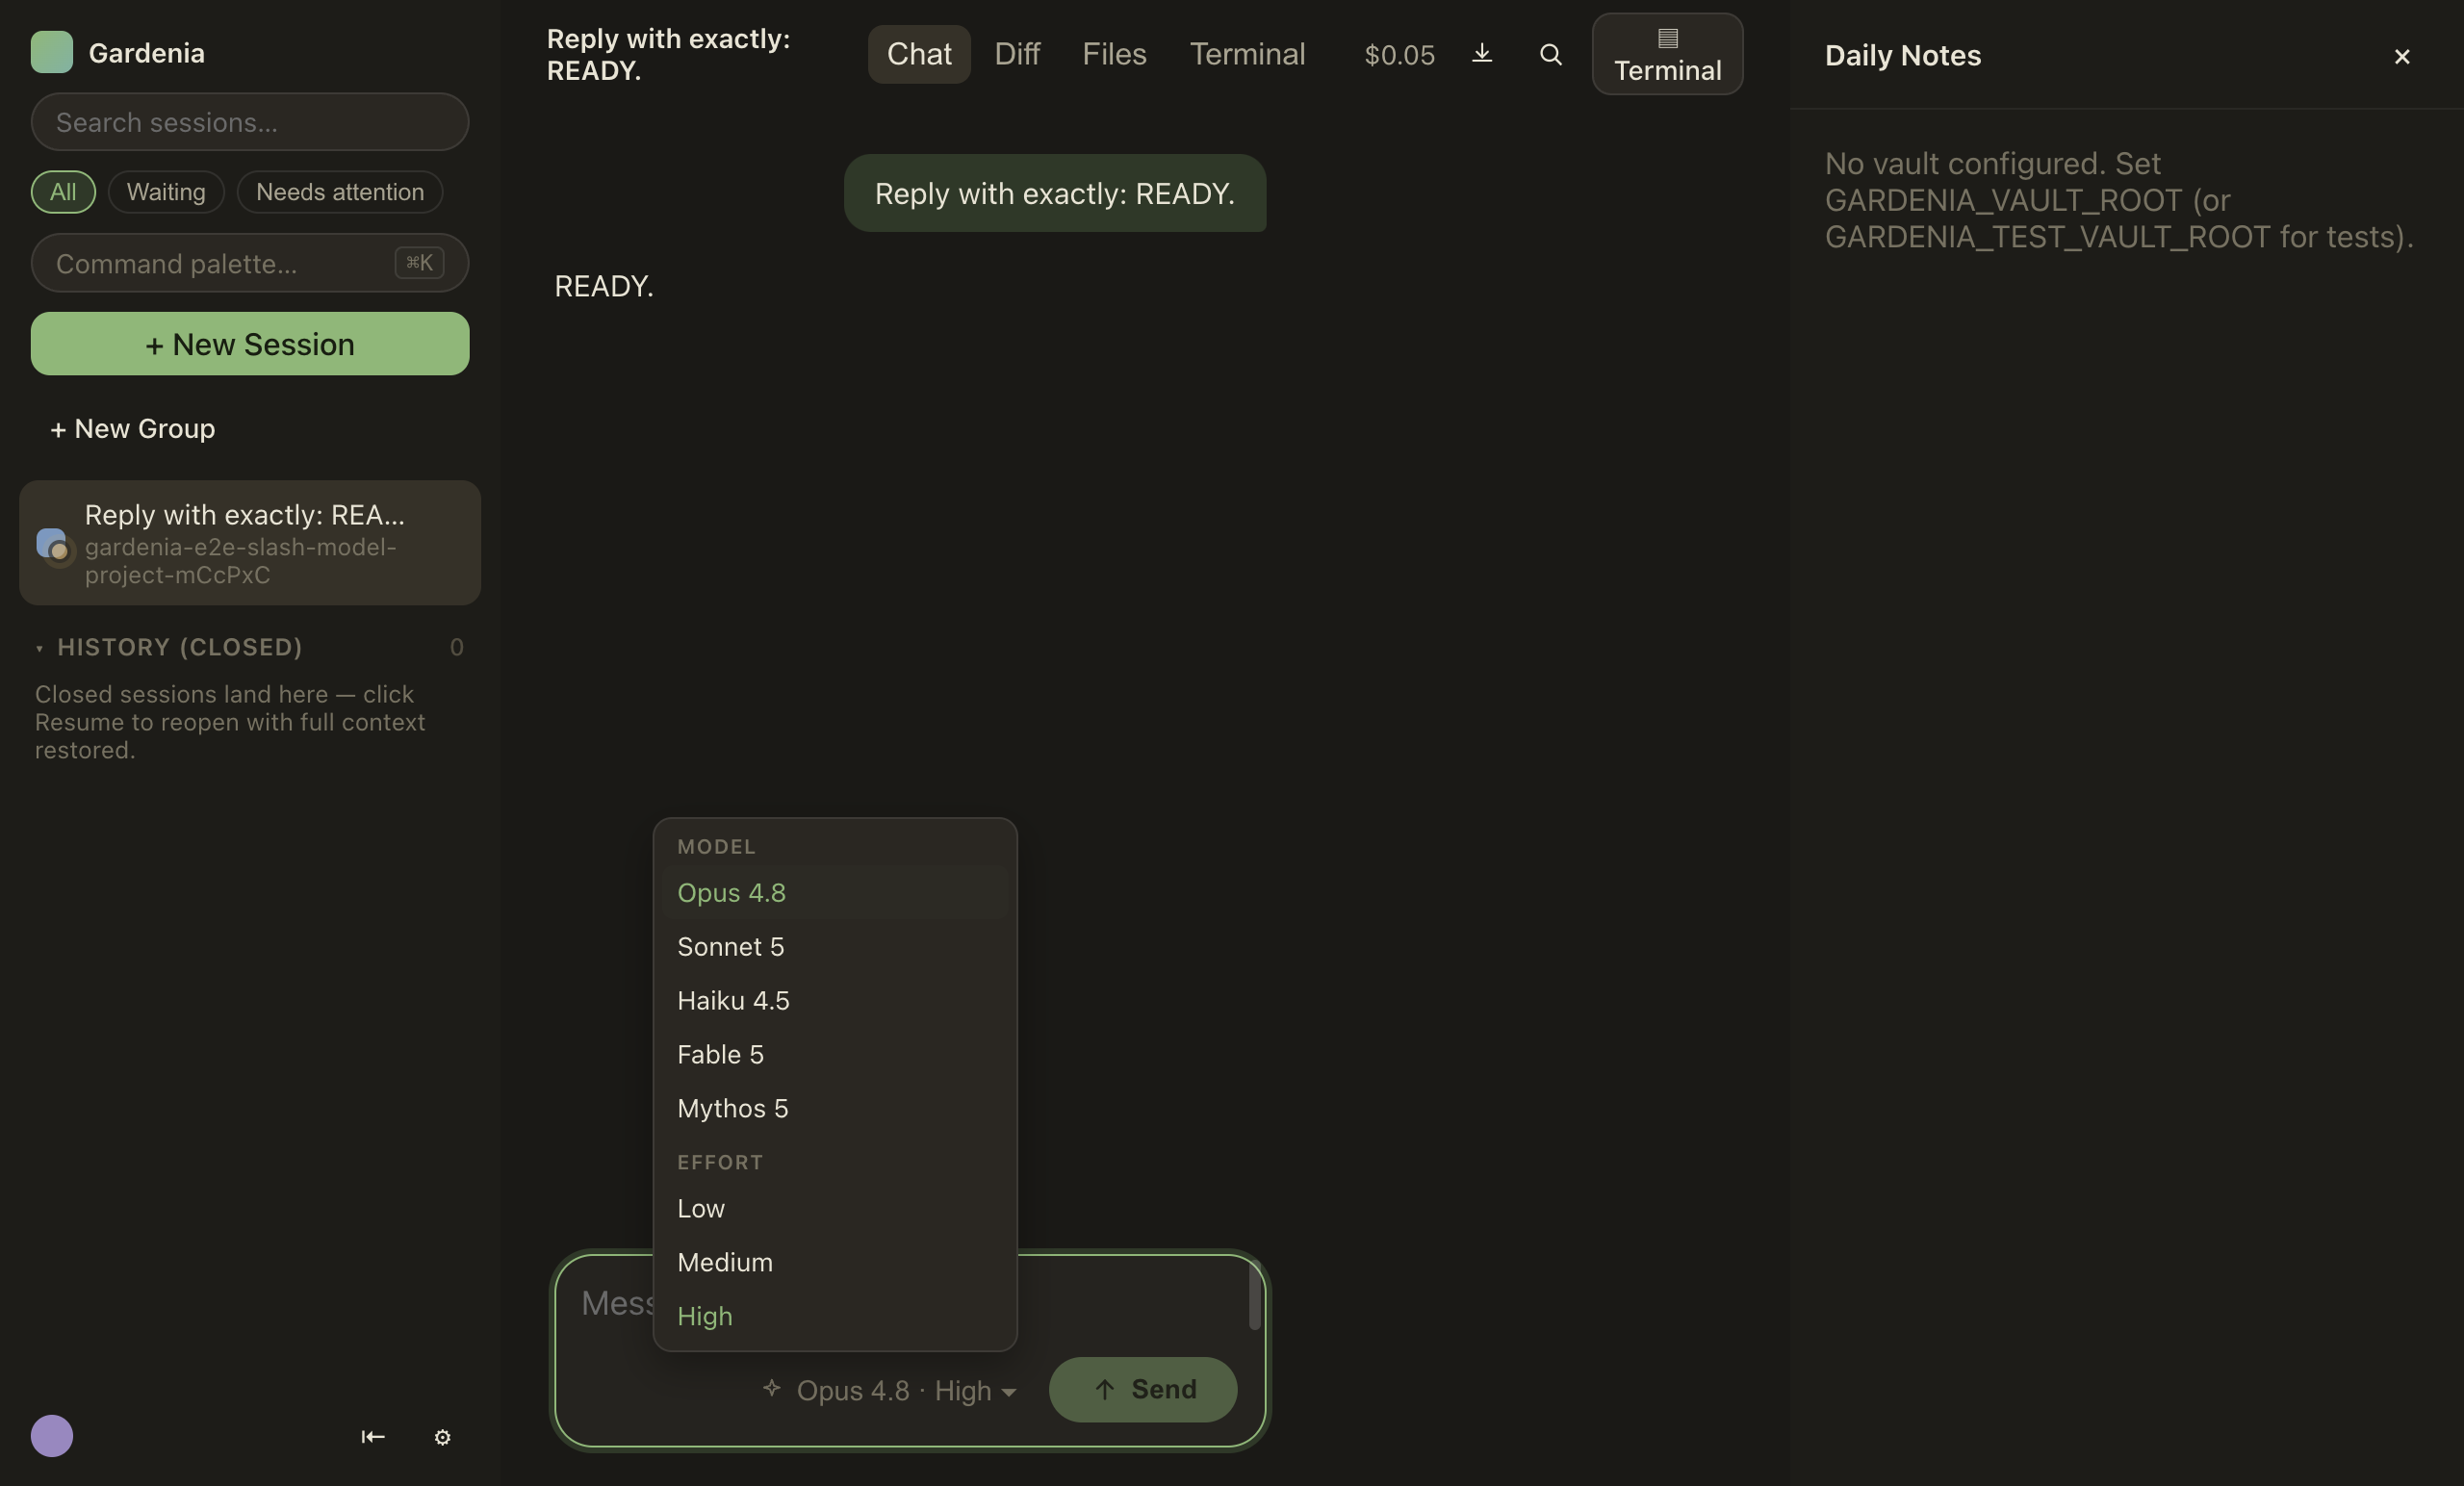 Gardenia
Search sessions...
All
Waiting
Needs attention
Command palette...
⌘K
+ New Session
+ New Group
Reply with exactly: REA...
gardenia-e2e-slash-model-
project-mCcPxC
HISTORY (CLOSED)
0
Closed sessions land here — click
Resume to reopen with full context
restored.
Reply with exactly:
READY.
Chat
Diff
Files
Terminal
$0.05
Terminal
Reply with exactly: READY.
READY.
MODEL
Opus 4.8
Sonnet 5
Haiku 4.5
Fable 5
Mythos 5
EFFORT
Low
Medium
High
Mess
Opus 4.8 · High
Send
Daily Notes
No vault configured. Set
GARDENIA_VAULT_ROOT (or
GARDENIA_TEST_VAULT_ROOT for tests).